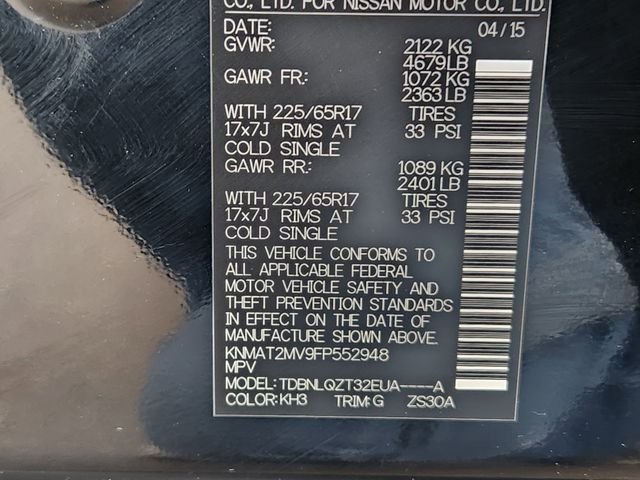 CO., LTD. FOR NISSAN MOTOR CO., LTD.
DATE: 04/15
GVWR: 2122 KG
4679LB
GAWR FR: 1072 KG
2363LB
WITH 225/65R17 TIRES
17x7J RIMS AT 33 PSI
COLD SINGLE
GAWR RR: 1089 KG
2401LB
WITH 225/65R17 TIRES
17x7J RIMS AT 33 PSI
COLD SINGLE
THIS VEHICLE CONFORMS TO
ALL APPLICABLE FEDERAL
MOTOR VEHICLE SAFETY AND
THEFT PREVENTION STANDARDS
IN EFFECT ON THE DATE OF
MANUFACTURE SHOWN ABOVE.
KNMAT2MV9FP552948
MPV
MODEL: TDBNLQZT32EUA----A
COLOR: KH3 TRIM:G ZS30A